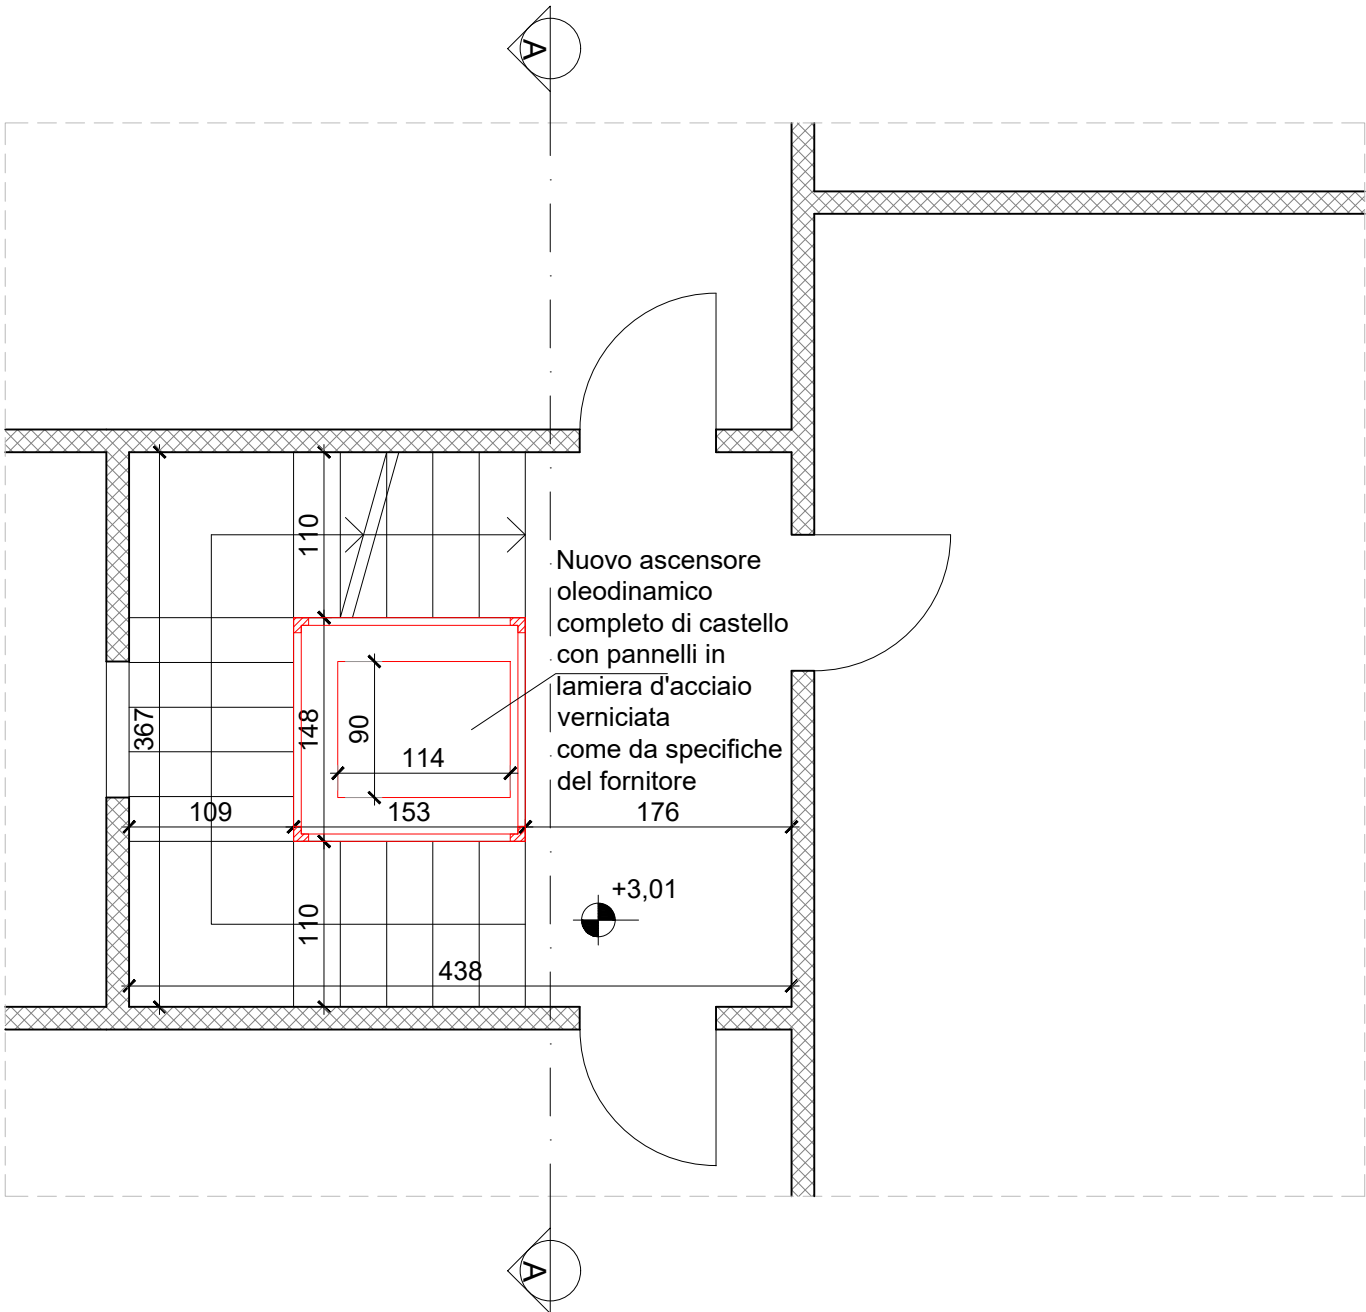 A
110
Nuovo ascensore
oleodinamico
completo di castello
con pannelli in
lamiera d'acciaio
verniciata
come da specifiche
del fornitore
367
148
90
114
109
153
176
+3,01
110
438
A